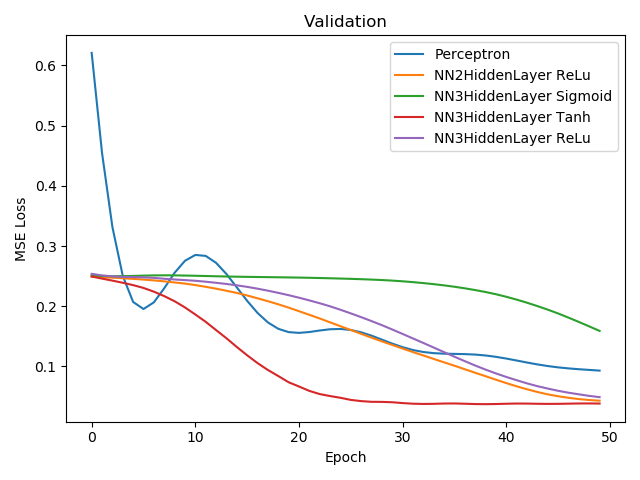 Validation
MSE Loss
0.6
0.5
0.4
0.3
0.2
0.1
Perceptron
NN2HiddenLayer ReLu
NN3HiddenLayer Sigmoid
NN3HiddenLayer Tanh
NN3HiddenLayer ReLu
0 10 20 30 40 50
Epoch